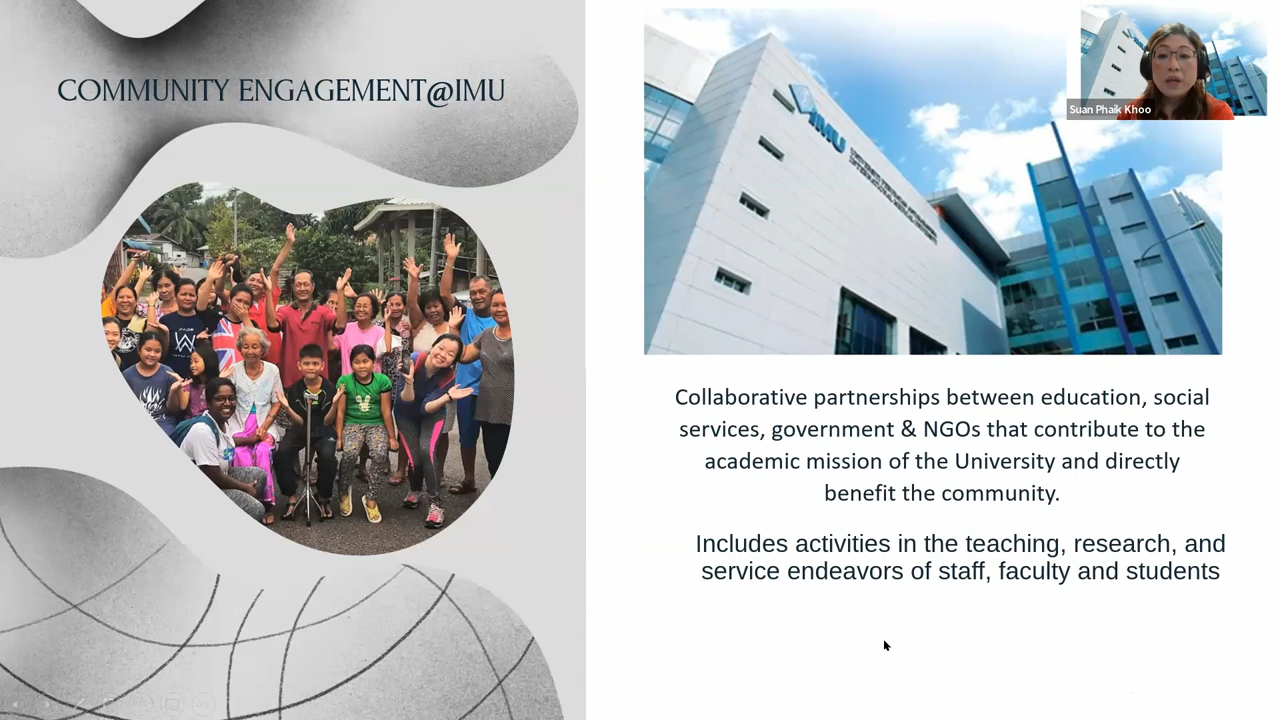 COMMUNITY ENGAGEMENT@IMU
IMU
Suan Phaik Khoo
Collaborative partnerships between education, social
services, government & NGOs that contribute to the
academic mission of the University and directly
benefit the community.
Includes activities in the teaching, research, and
service endeavors of staff, faculty and students